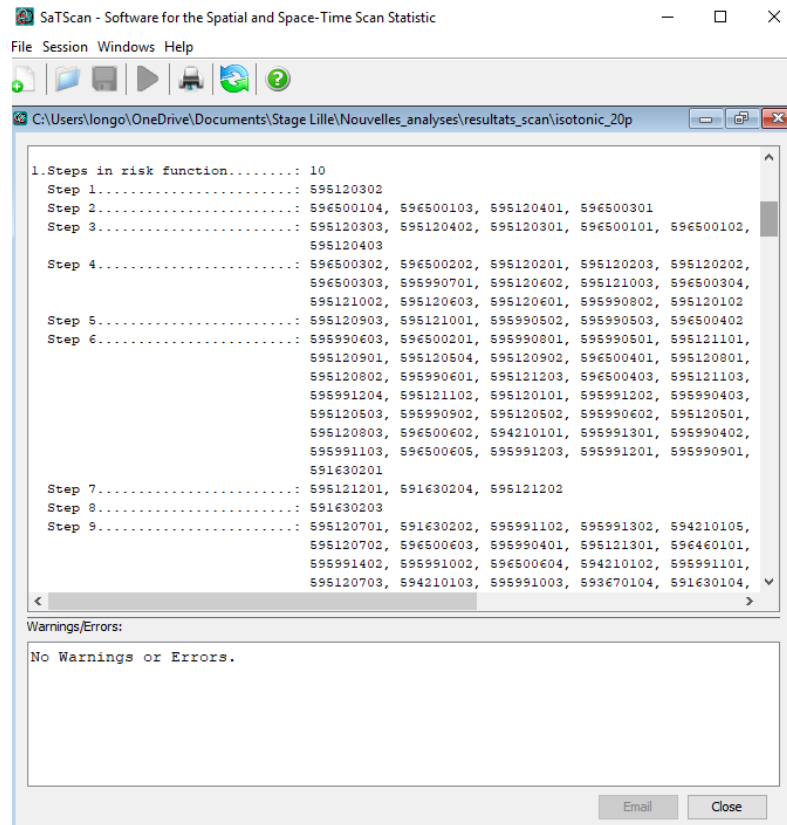 SaTScan - Software for the Spatial and Space-Time Scan Statistic
File Session Windows Help
C:\Users\longo\OneDrive\Documents\Stage Lille\Nouvelles_analyses\resultats_scan\isotonic_20p
1.Steps in risk function........: 10
Step 1........................: 595120302
Step 2........................: 596500104, 596500103, 595120401, 596500301
Step 3........................: 595120303, 595120402, 595120301, 596500101, 596500102,
595120403
Step 4........................: 596500302, 596500202, 595120201, 595120203, 595120202,
596500303, 595990701, 595120602, 595121003, 596500304,
595121002, 595120603, 595120601, 595990802, 595120102
Step 5........................: 595120903, 595121001, 595990502, 595990503, 596500402
Step 6........................: 595990603, 596500201, 595990801, 595990501, 595121101,
595120901, 595120504, 595120902, 596500401, 595120801,
595120802, 595990601, 595121203, 596500403, 595121103,
595991204, 595121102, 595120101, 595991202, 595990403,
595120503, 595990902, 595120502, 595990602, 595120501,
595120803, 596500602, 594210101, 595991301, 595990402,
595991103, 596500605, 595991203, 595991201, 595990901,
591630201
Step 7........................: 595121201, 591630204, 595121202
Step 8........................: 591630203
Step 9........................: 595120701, 591630202, 595991102, 595991302, 594210105,
595120702, 596500603, 595990401, 595121301, 596460101,
595991402, 595991002, 596500604, 594210102, 595991101,
595120703, 594210103, 595991003, 593670104, 591630104,
Warnings/Errors:
No Warnings or Errors.
Email
Close